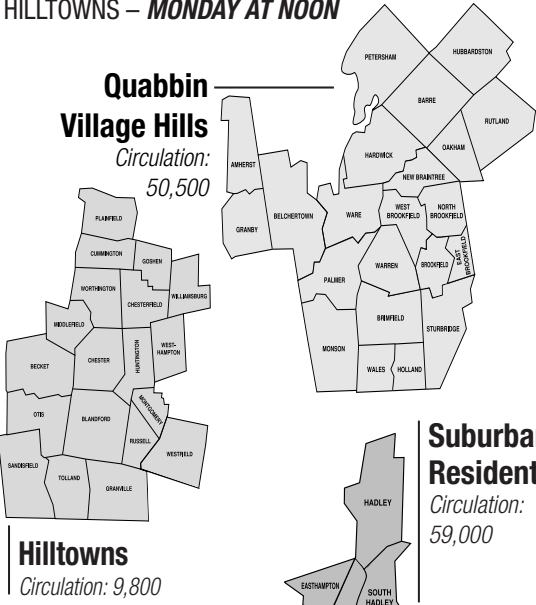 HILLTOWNS – MONDAY AT NOON
Quabbin
Village Hills
Circulation:
50,500
PETERSHAM
HUBBARDSTON
BARRE
RUTLAND
HARDWICK
OAKHAM
NEW BRAINTREE
AMHERST
GRANBY
BELCHERTOWN
WARE
WEST
BROOKFIELD
NORTH
BROOKFIELD
EAST
BROOKFIELD
BROOKFIELD
WARREN
PALMER
BRIMFIELD
STURBRIDGE
MONSON
WALES
HOLLAND
PLAINFIELD
CUMMINGTON
GOSHEN
WORTHINGTON
CHESTERFIELD
WILLIAMSBURG
MIDDLEFIELD
CHESTER
HUNTINGTON
WEST-
HAMPTON
BECKET
MONTGOMERY
OTIS
BLANDFORD
RUSSELL
WESTFIELD
SANDISFIELD
TOLLAND
GRANVILLE
Hilltowns
Circulation: 9,800
Suburba
Resident
Circulation:
59,000
HADLEY
EASTHAMPTON
SOUTH
HADLEY